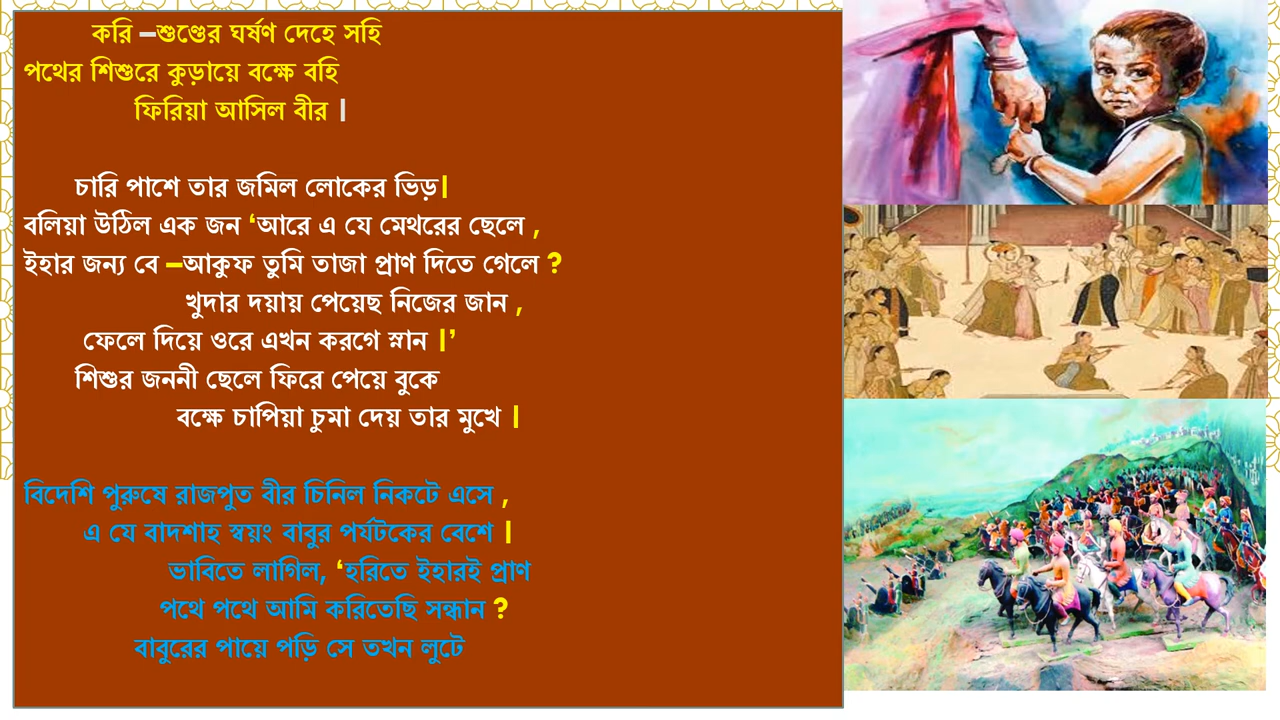 করি –শুণ্ডের ঘর্ষণ দেহে সহি
পথের শিশুরে কুড়ায়ে বক্ষে বহি
ফিরিয়া আসিল বীর |
চারি পাশে তার জমিল লোকের ভিড়|
বলিয়া উঠিল এক জন ‘আরে এ যে মেথরের ছেলে ,
ইহার জন্য বে –আকুফ তুমি তাজা প্রাণ দিতে গেলে ?
খুদার দয়ায় পেয়েছ নিজের জান ,
ফেলে দিয়ে ওরে এখন করগে স্নান |’
শিশুর জননী ছেলে ফিরে পেয়ে বুকে
বক্ষে চাপিয়া চুমা দেয় তার মুখে |
বিদেশি পুরুষে রাজপুত বীর চিনিল নিকটে এসে ,
এ যে বাদশাহ স্বয়ং বাবুর পর্যটকের বেশে |
ভাবিতে লাগিল, ‘হরিতে ইহারই প্রাণ
পথে পথে আমি করিতেছি সন্ধান ?
বাবুরের পায়ে পড়ি সে তখন লুটে